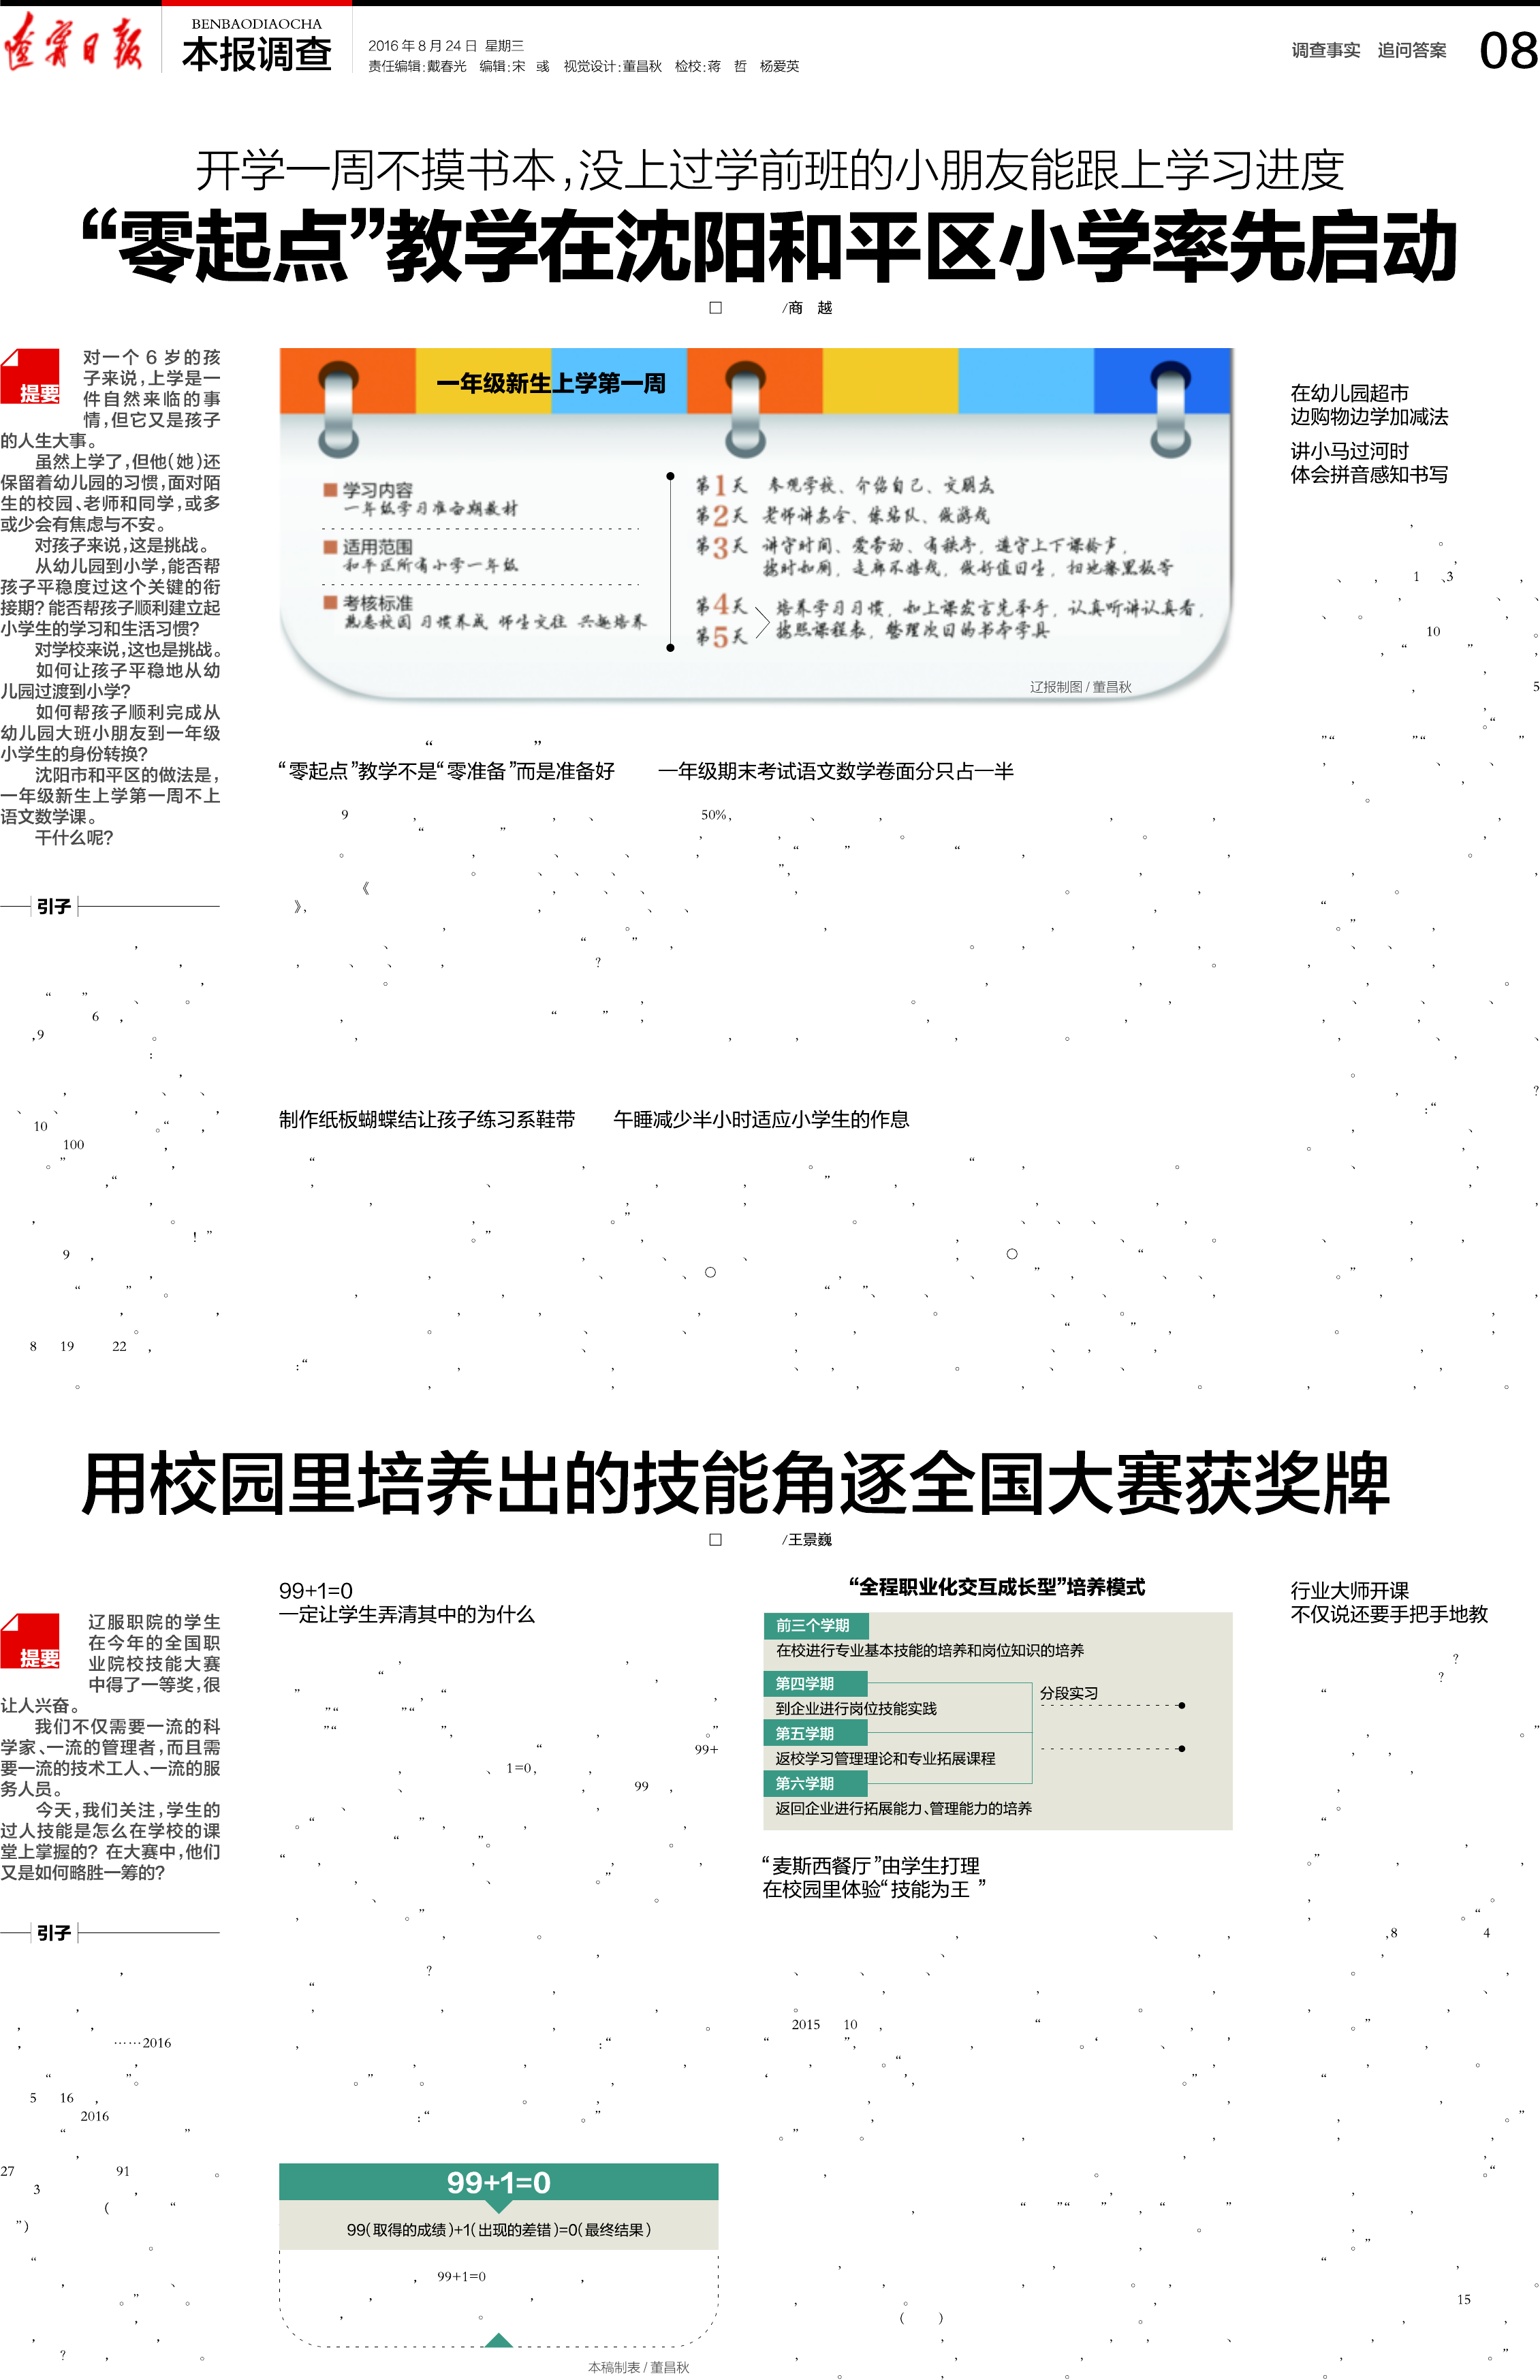 辽宁日报
BENBAODIAOCHA
本报调查
2016年8月24日 星期三
责任编辑:戴春光 编辑:宋 彧 视觉设计:董昌秋 检校:蒋 哲 杨爱英
调查事实 追问答案
08
开学一周不摸书本,没上过学前班的小朋友能跟上学习进度
“零起点”教学在沈阳和平区小学率先启动
□ /商 越
提要
对一个6岁的孩
子来说,上学是一
件自然来临的事
情,但它又是孩子
的人生大事。
虽然上学了,但他(她)还
保留着幼儿园的习惯,面对陌
生的校园、老师和同学,或多
或少会有焦虑与不安。
对孩子来说,这是挑战。
从幼儿园到小学,能否帮
孩子平稳度过这个关键的衔
接期?能否帮孩子顺利建立起
小学生的学习和生活习惯?
对学校来说,这也是挑战。
如何让孩子平稳地从幼
儿园过渡到小学?
如何帮孩子顺利完成从
幼儿园大班小朋友到一年级
小学生的身份转换?
沈阳市和平区的做法是,
一年级新生上学第一周不上
语文数学课。
干什么呢?
引子
一年级新生上学第一周
学习内容
一年级学习准备期教材
适用范围
和平区所有小学一年级
考核标准
熟悉校园 习惯养成 师生交往 兴趣培养
第1天 参观学校、介绍自己、交朋友
第2天 老师讲安全、练站队、做游戏
第3天 讲守时间、爱劳动、有秩序,遵守上下课铃声,
按时如厕,走廊不嬉戏,做好值日生,扫地擦黑板等
第4天
第5天
培养学习习惯,如上课发言先举手,认真听讲认真看,
按照课程表,整理次日的书本学具
辽报制图/董昌秋
“零起点”教学不是“零准备”而是准备好
一年级期末考试语文数学卷面分只占一半
制作纸板蝴蝶结让孩子练习系鞋带
午睡减少半小时适应小学生的作息
在幼儿园超市
边购物边学加减法
讲小马过河时
体会拼音感知书写
用校园里培养出的技能角逐全国大赛获奖牌
□ /王景巍
提要
辽服职院的学生
在今年的全国职
业院校技能大赛
中得了一等奖,很
让人兴奋。
我们不仅需要一流的科
学家、一流的管理者,而且需
要一流的技术工人、一流的服
务人员。
今天,我们关注,学生的
过人技能是怎么在学校的课
堂上掌握的?在大赛中,他们
又是如何略胜一筹的?
引子
99+1=0
一定让学生弄清其中的为什么
99+1=0
99(取得的成绩)+1(出现的差错)=0(最终结果)
99+1=0
本稿制表/董昌秋
“全程职业化交互成长型”培养模式
前三个学期
在校进行专业基本技能的培养和岗位知识的培养
第四学期
到企业进行岗位技能实践
第五学期
返校学习管理理论和专业拓展课程
第六学期
返回企业进行拓展能力、管理能力的培养
分段实习
“麦斯西餐厅”由学生打理
在校园里体验“技能为王”
行业大师开课
不仅说还要手把手地教